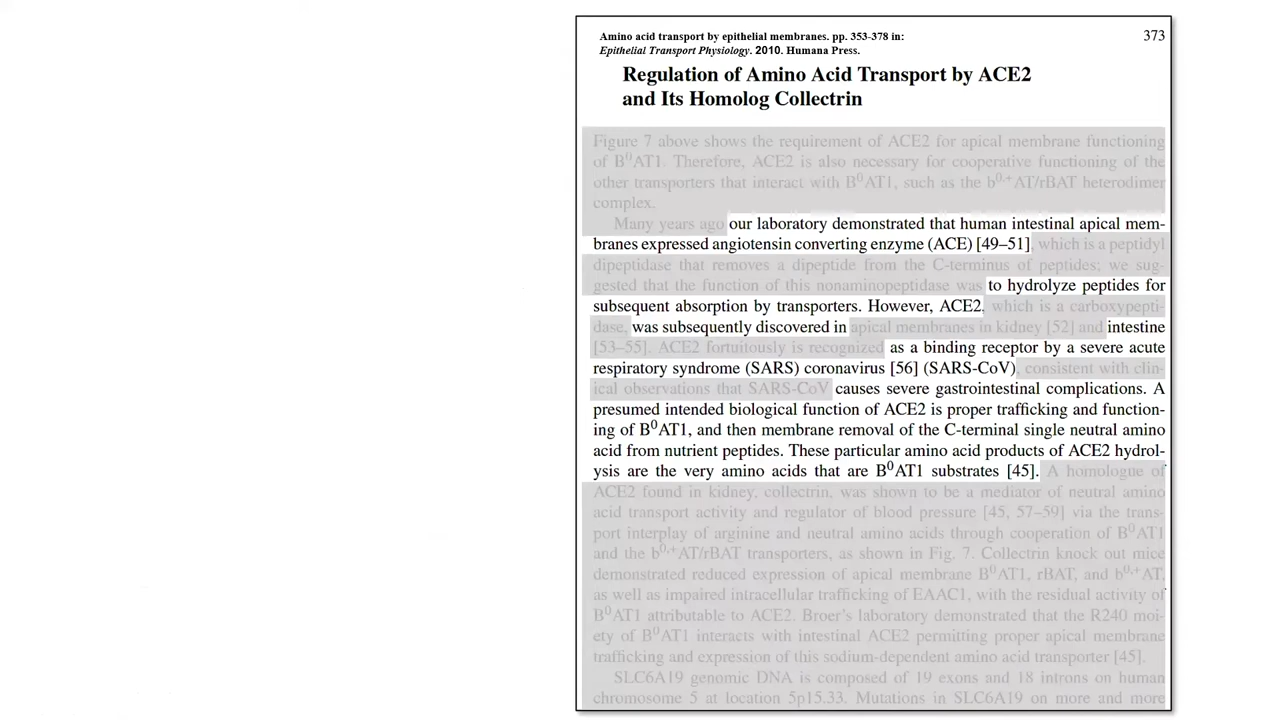 Amino acid transport by epithelial membranes. pp. 353-378 in:
Epithelial Transport Physiology. 2010. Humana Press.
373
Regulation of Amino Acid Transport by ACE2
and Its Homolog Collectrin
Figure 7 above shows the requirement of ACE2 for apical membrane functioning
of B⁰AT1. Therefore, ACE2 is also necessary for cooperative functioning of the
other transporters that interact with B⁰AT1, such as the b⁰,⁺AT/rBAT heterodimer
complex.
Many years ago our laboratory demonstrated that human intestinal apical mem-
branes expressed angiotensin converting enzyme (ACE) [49–51], which is a peptidyl
dipeptidase that removes a dipeptide from the C-terminus of peptides; we sug-
gested that the function of this nonaminopeptidase was to hydrolyze peptides for
subsequent absorption by transporters. However, ACE2, which is a carboxypepti-
dase, was subsequently discovered in apical membranes in kidney [52] and intestine
[53–55]. ACE2 fortuitously is recognized as a binding receptor by a severe acute
respiratory syndrome (SARS) coronavirus [56] (SARS-CoV), consistent with clin-
ical observations that SARS-CoV causes severe gastrointestinal complications. A
presumed intended biological function of ACE2 is proper trafficking and function-
ing of B⁰AT1, and then membrane removal of the C-terminal single neutral amino
acid from nutrient peptides. These particular amino acid products of ACE2 hydrol-
ysis are the very amino acids that are B⁰AT1 substrates [45]. A homologue of
ACE2 found in kidney, collectrin, was shown to be a mediator of neutral amino
acid transport activity and regulator of blood pressure [45, 57–59] via the trans-
port interplay of arginine and neutral amino acids through cooperation of B⁰AT1
and the b⁰,⁺AT/rBAT transporters, as shown in Fig. 7. Collectrin knock out mice
demonstrated reduced expression of apical membrane B⁰AT1, rBAT, and b⁰,⁺AT,
as well as impaired intracellular trafficking of EAAC1, with the residual activity of
B⁰AT1 attributable to ACE2. Broer's laboratory demonstrated that the R240 moi-
ety of B⁰AT1 interacts with intestinal ACE2 permitting proper apical membrane
trafficking and expression of this sodium-dependent amino acid transporter [45].
SLC6A19 genomic DNA is composed of 19 exons and 18 introns on human
chromosome 5 at location 5p15.33. Mutations in SLC6A19 on more and more